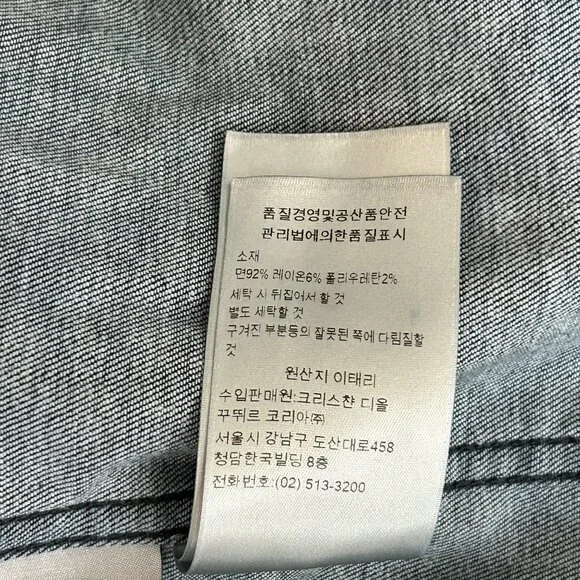 품질경영및공산품안전
관리법에의한품질표시
소재
면92% 레이온6% 폴리우레탄2%
세탁 시 뒤집어서 할 것
별도 세탁할 것
구겨진 부분등의 잘못된 쪽에 다림질할
것
원산지 이태리
수입판매원:크리스챤 디올
꾸뛰르 코리아㈜
서울시 강남구 도산대로458
청담한국빌딩 8층
전화번호:(02) 513-3200